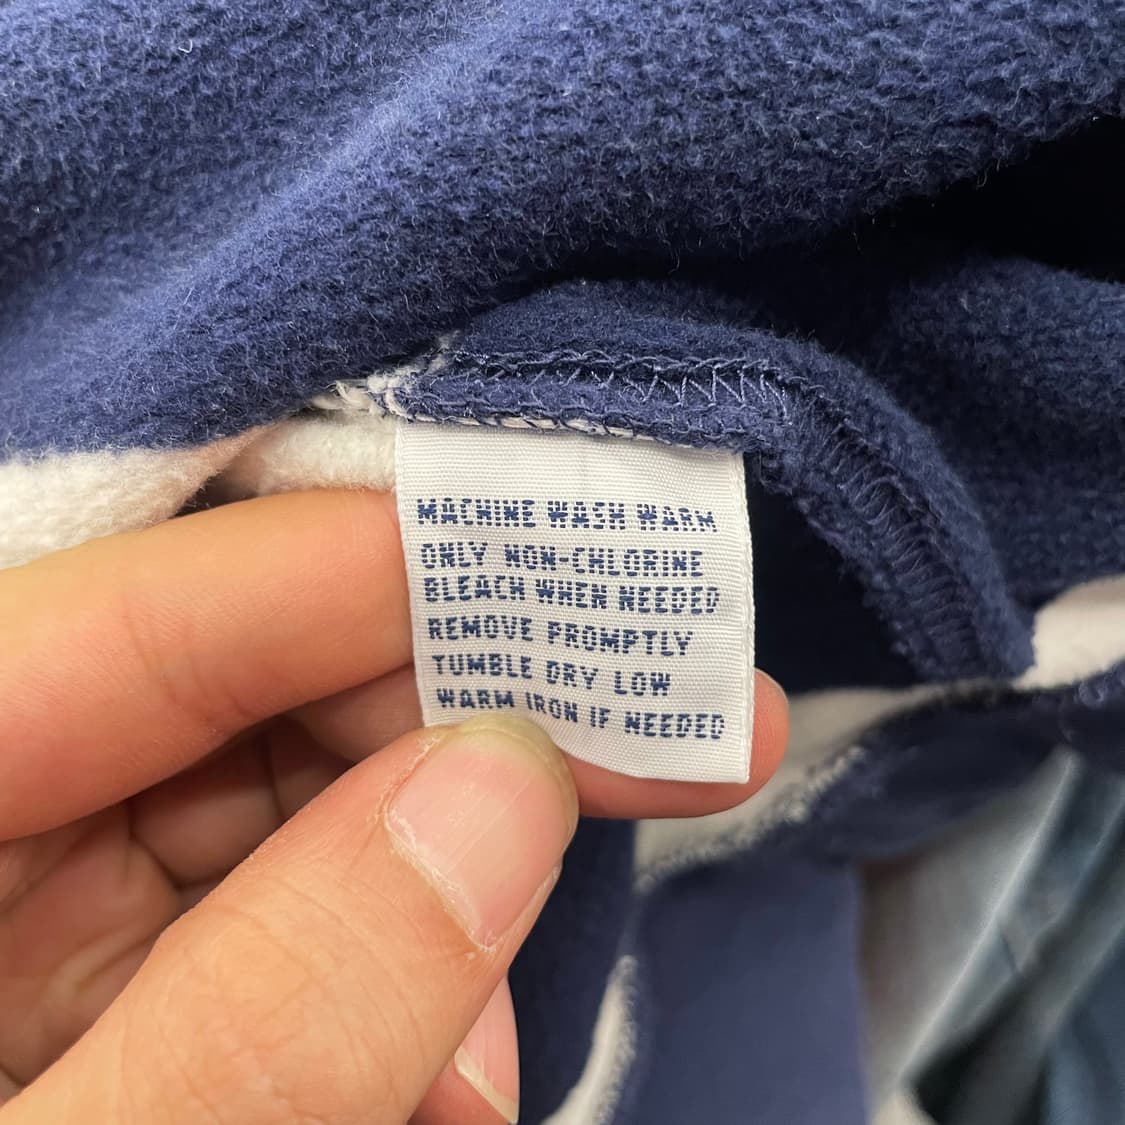 MACHINE WASH WARM
ONLY NON-CHLORINE
BLEACH WHEN NEEDED
REMOVE PROMPTLY
TUMBLE DRY LOW
WARM IRON IF NEEDED